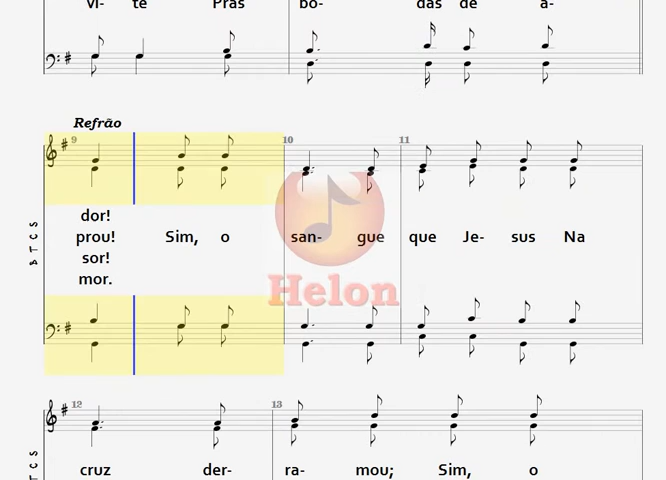 vi- te Pras bo- das de a-
Refrão
9 10 11
dor!
prou! Sim, o san- gue que Je- sus Na
sor!
mor.
B T C S
Helon
12 13
cruz der- ra- mou; Sim, o
T C S